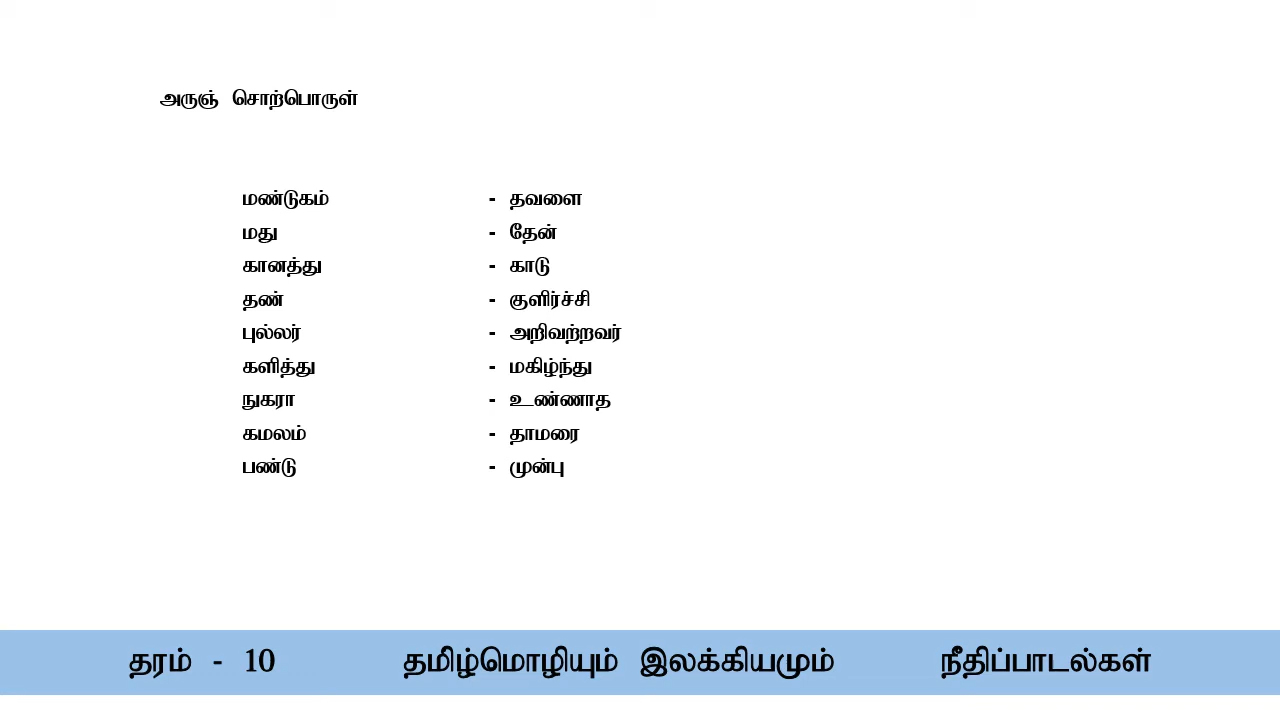 அருஞ் சொற்பொருள்
மண்டுகம் - தவளை
மது - தேன்
கானத்து - காடு
தண் - குளிர்ச்சி
புல்லர் - அறிவற்றவர்
களித்து - மகிழ்ந்து
நுகரா - உண்ணாத
கமலம் - தாமரை
பண்டு - முன்பு
தரம் - 10 தமிழ்மொழியும் இலக்கியமும் நீதிப்பாடல்கள்